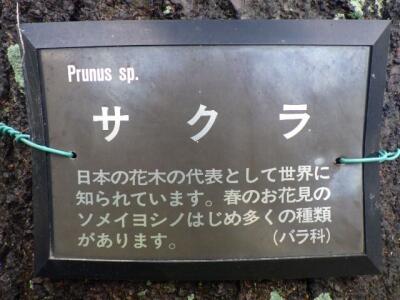 Prunus sp.
サクラ
日本の花木の代表として世界に
知られています。春のお花見の
ソメイヨシノはじめ多くの種類
があります。 (バラ科)